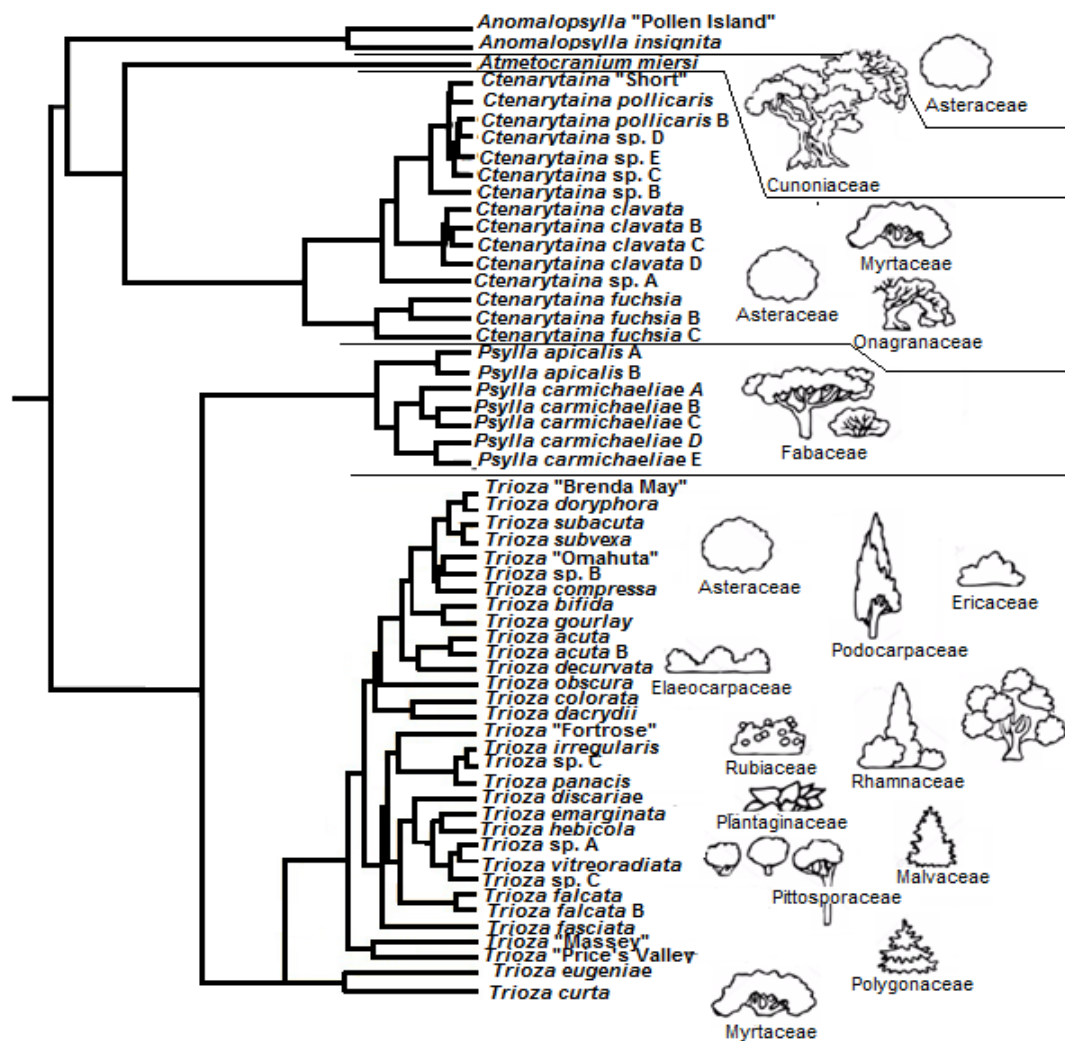 Anomalopsylla "Pollen Island"
Anomalopsylla insignita
Atmetocranium miersi
Ctenarytaina "Short"
Ctenarytaina pollicaris
Ctenarytaina pollicaris B
Ctenarytaina sp. D
Ctenarytaina sp. E
Ctenarytaina sp. C
Ctenarytaina sp. B
Ctenarytaina clavata
Ctenarytaina clavata B
Ctenarytaina clavata C
Ctenarytaina clavata D
Ctenarytaina sp. A
Ctenarytaina fuchsia
Ctenarytaina fuchsia B
Ctenarytaina fuchsia C
Psylla apicalis A
Psylla apicalis B
Psylla carmichaeliae A
Psylla carmichaeliae B
Psylla carmichaeliae C
Psylla carmichaeliae D
Psylla carmichaeliae E
Trioza "Brenda May"
Trioza doryphora
Trioza subacuta
Trioza subvexa
Trioza "Omahuta"
Trioza sp. B
Trioza compressa
Trioza bifida
Trioza gourlay
Trioza acuta
Trioza acuta B
Trioza decurvata
Trioza obscura
Trioza colorata
Trioza dacrydii
Trioza "Fortrose"
Trioza irregularis
Trioza sp. C
Trioza panacis
Trioza discariae
Trioza emarginata
Trioza hebicola
Trioza sp. A
Trioza vitreoradiata
Trioza sp. C
Trioza falcata
Trioza falcata B
Trioza fasciata
Trioza "Massey"
Trioza "Price's Valley
Trioza eugeniae
Trioza curta
Asteraceae
Cunoniaceae
Myrtaceae
Asteraceae
Onagranaceae
Fabaceae
Asteraceae
Ericaceae
Podocarpaceae
Elaeocarpaceae
Rubiaceae
Rhamnaceae
Plantaginaceae
Malvaceae
Pittosporaceae
Polygonaceae
Myrtaceae